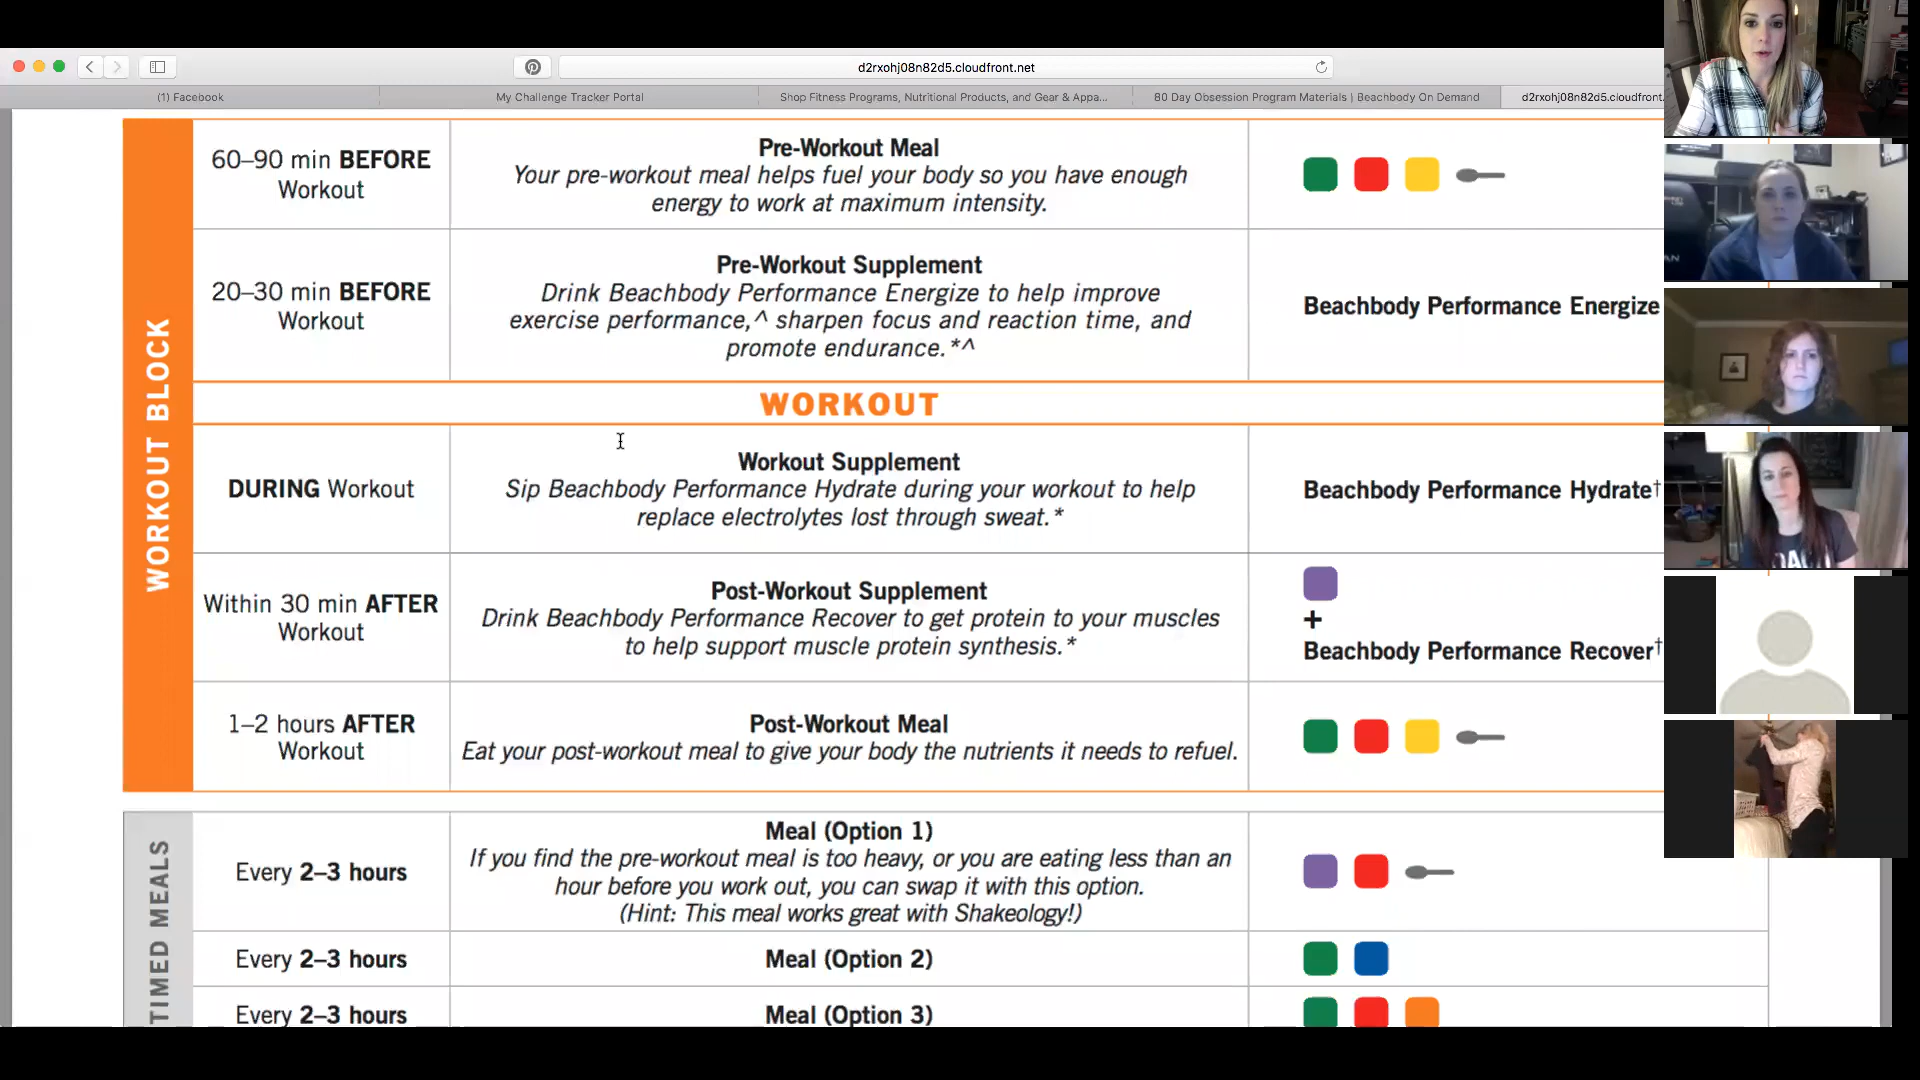 d2rxohj08n82d5.cloudfront.net
(1) Facebook
My Challenge Tracker Portal
Shop Fitness Programs, Nutritional Products, and Gear & Appa...
80 Day Obsession Program Materials | Beachbody On Demand
d2rxohj08n82d5.cloudfront.
WORKOUT BLOCK
60–90 min BEFORE
Workout
Pre-Workout Meal
Your pre-workout meal helps fuel your body so you have enough
energy to work at maximum intensity.
20–30 min BEFORE
Workout
Pre-Workout Supplement
Drink Beachbody Performance Energize to help improve
exercise performance,^ sharpen focus and reaction time, and
promote endurance.*^
Beachbody Performance Energize
WORKOUT
DURING Workout
Workout Supplement
Sip Beachbody Performance Hydrate during your workout to help
replace electrolytes lost through sweat.*
Beachbody Performance Hydrate†
Within 30 min AFTER
Workout
Post-Workout Supplement
Drink Beachbody Performance Recover to get protein to your muscles
to help support muscle protein synthesis.*
+
Beachbody Performance Recover†
1–2 hours AFTER
Workout
Post-Workout Meal
Eat your post-workout meal to give your body the nutrients it needs to refuel.
TIMED MEALS
Every 2–3 hours
Meal (Option 1)
If you find the pre-workout meal is too heavy, or you are eating less than an
hour before you work out, you can swap it with this option.
(Hint: This meal works great with Shakeology!)
Every 2–3 hours
Meal (Option 2)
Every 2–3 hours
Meal (Option 3)